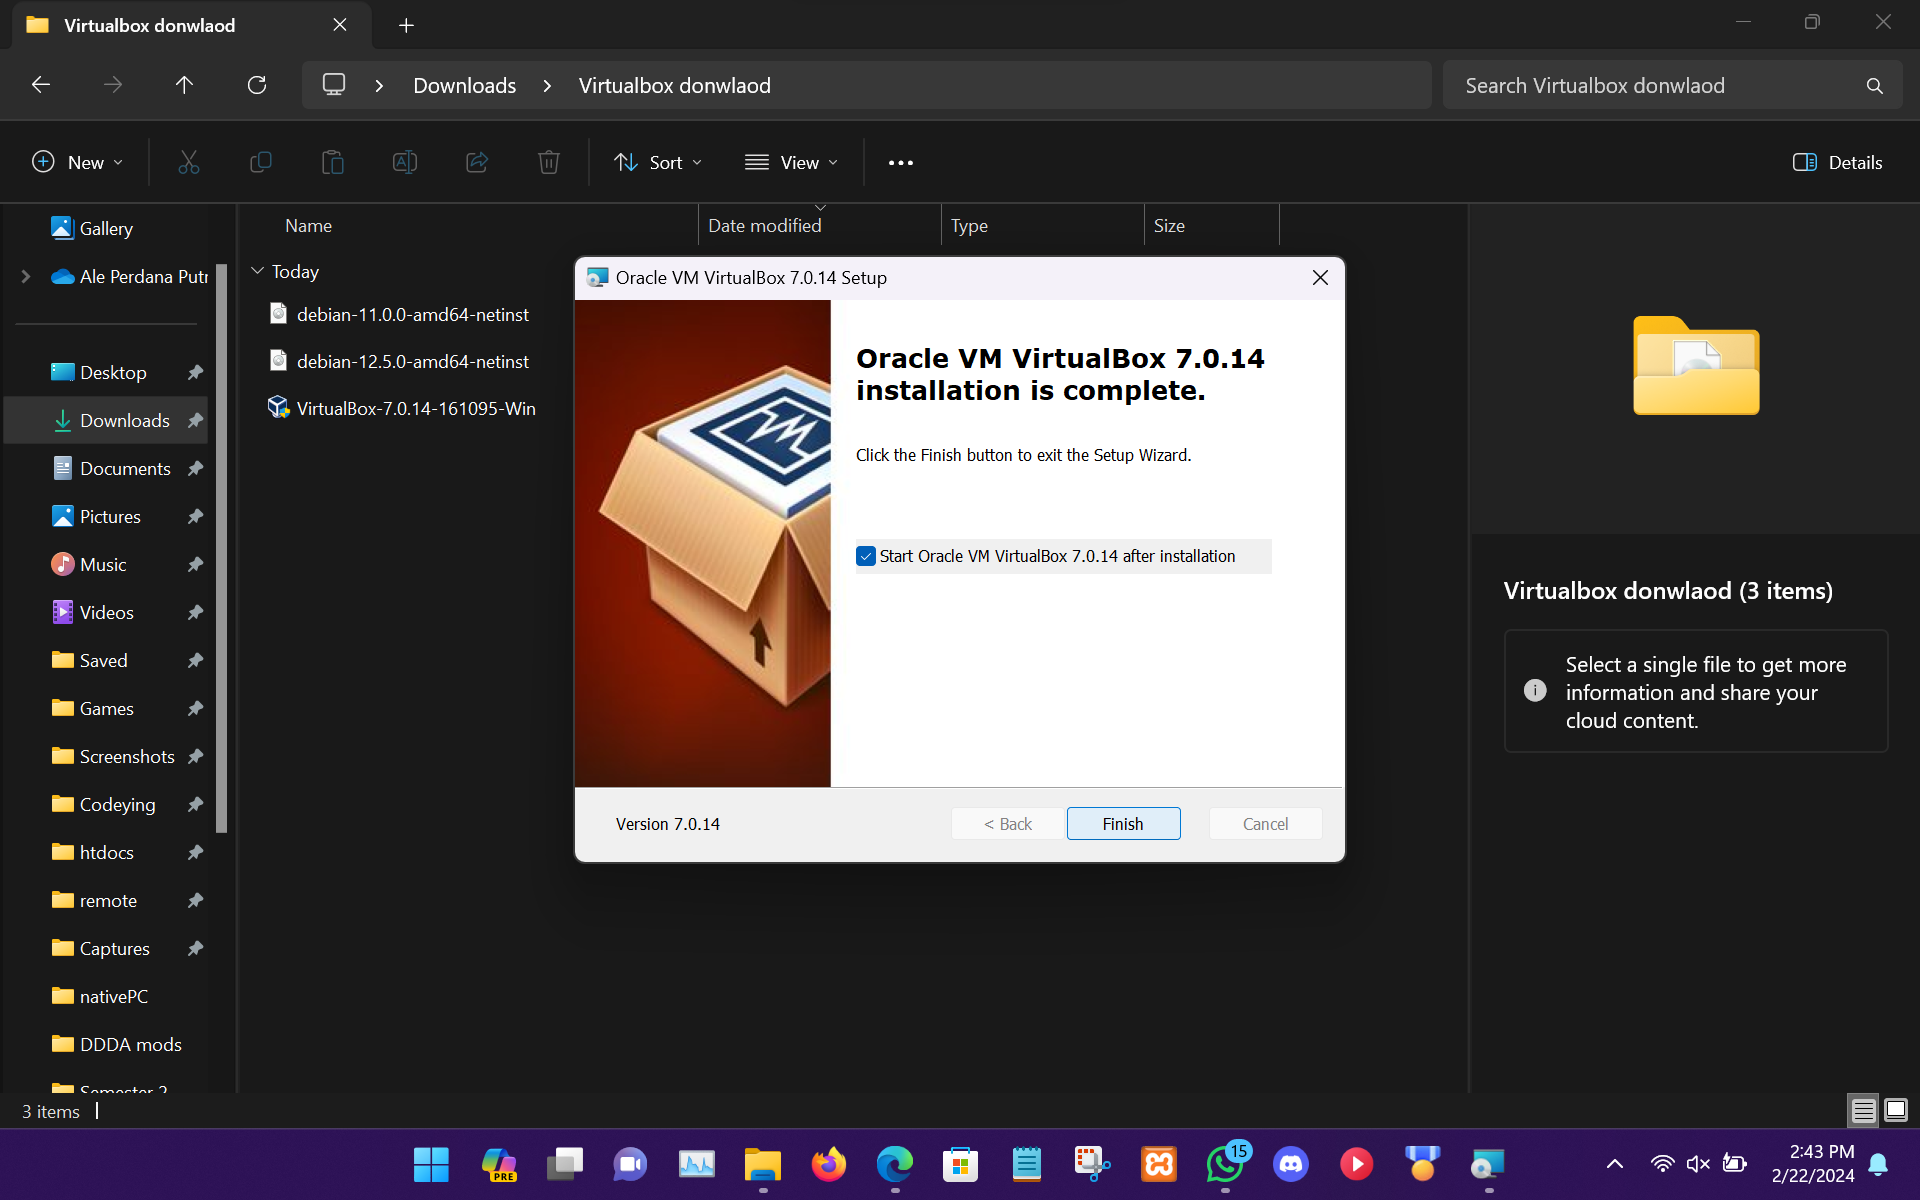 Virtualbox donwlaod
Downloads
Virtualbox donwlaod
Search Virtualbox donwlaod
New
Sort
View
Details
Gallery
Ale Perdana Putr
Desktop
Downloads
Documents
Pictures
Music
Videos
Saved
Games
Screenshots
Codeying
htdocs
remote
Captures
nativePC
DDDA mods
Semester 2
Name
Date modified
Type
Size
Today
debian-11.0.0-amd64-netinst
debian-12.5.0-amd64-netinst
VirtualBox-7.0.14-161095-Win
Oracle VM VirtualBox 7.0.14 Setup
Oracle VM VirtualBox 7.0.14
installation is complete.
Click the Finish button to exit the Setup Wizard.
Start Oracle VM VirtualBox 7.0.14 after installation
Version 7.0.14
< Back
Finish
Cancel
Virtualbox donwlaod (3 items)
Select a single file to get more
information and share your
cloud content.
3 items
PRE
15
2:43 PM
2/22/2024